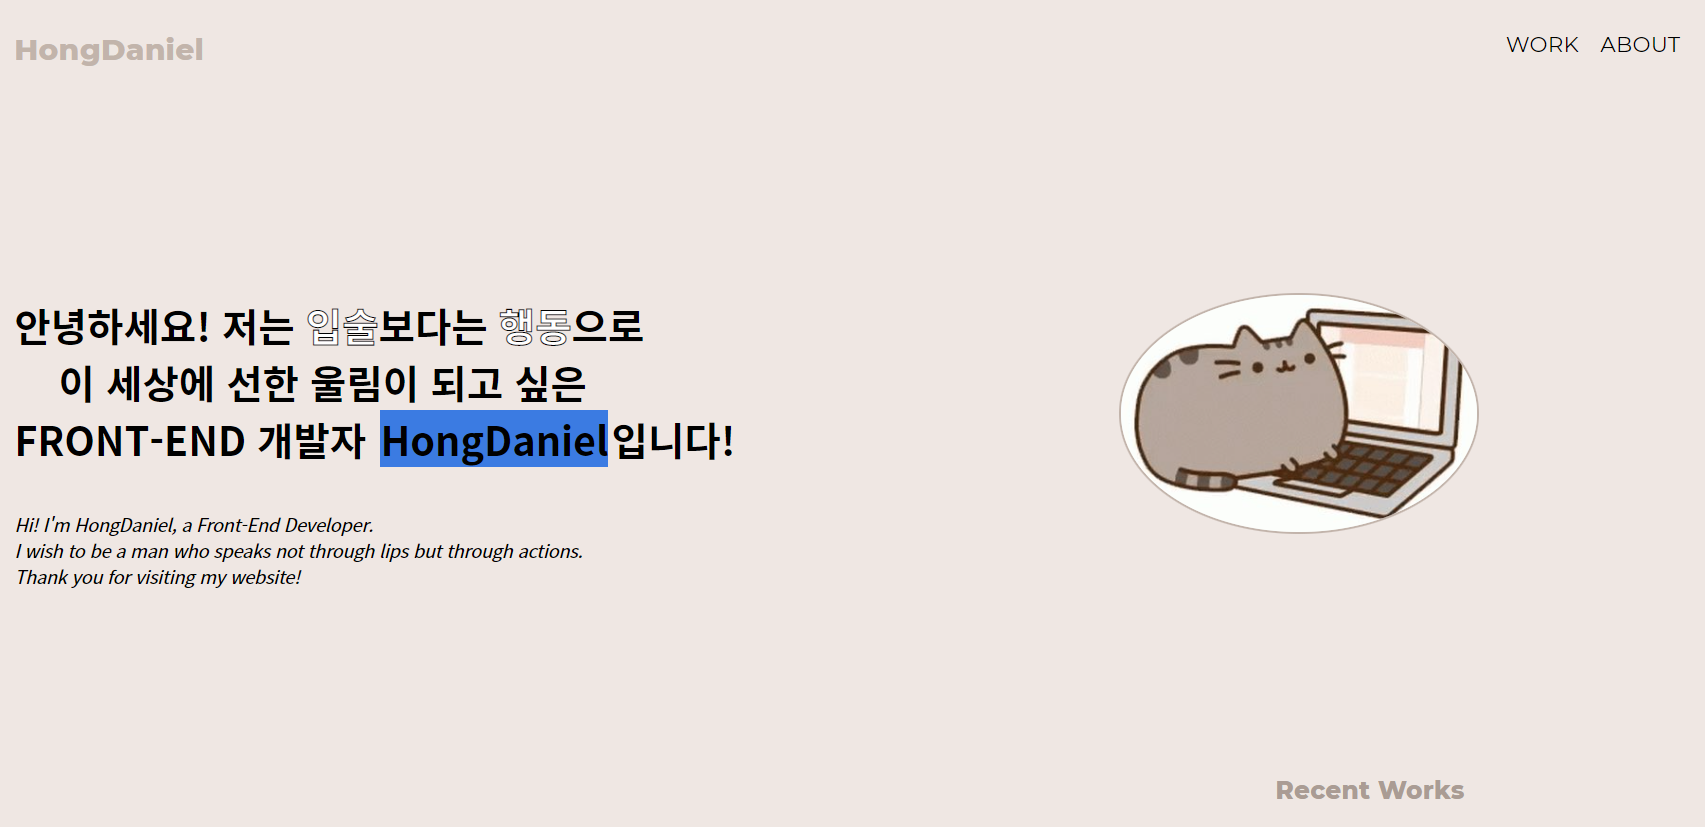 HongDaniel
WORK ABOUT
안녕하세요! 저는 입술보다는 행동으로
이 세상에 선한 울림이 되고 싶은
FRONT-END 개발자 HongDaniel입니다!
Hi! I'm HongDaniel, a Front-End Developer.
I wish to be a man who speaks not through lips but through actions.
Thank you for visiting my website!
Recent Works